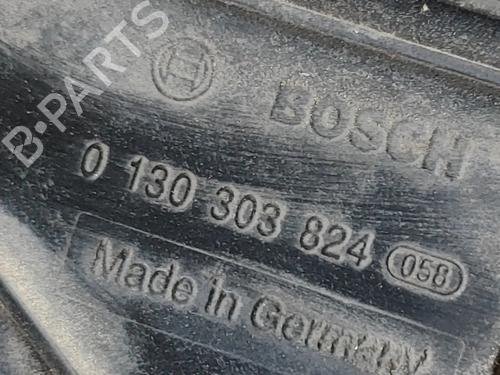 B-PARTS
BOSCH
0 130 303 824 058
Made in Germany